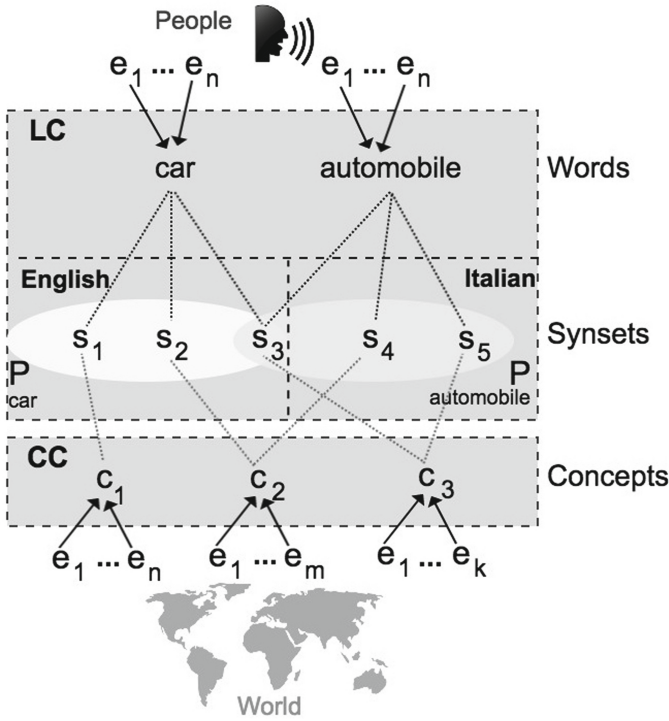 People
e1 ... en e1 ... en
LC
car automobile Words
English Italian
s1 s2 s3 s4 s5 Synsets
P car P automobile
CC
c1 c2 c3 Concepts
e1 ... en e1 ... em e1 ... ek
World